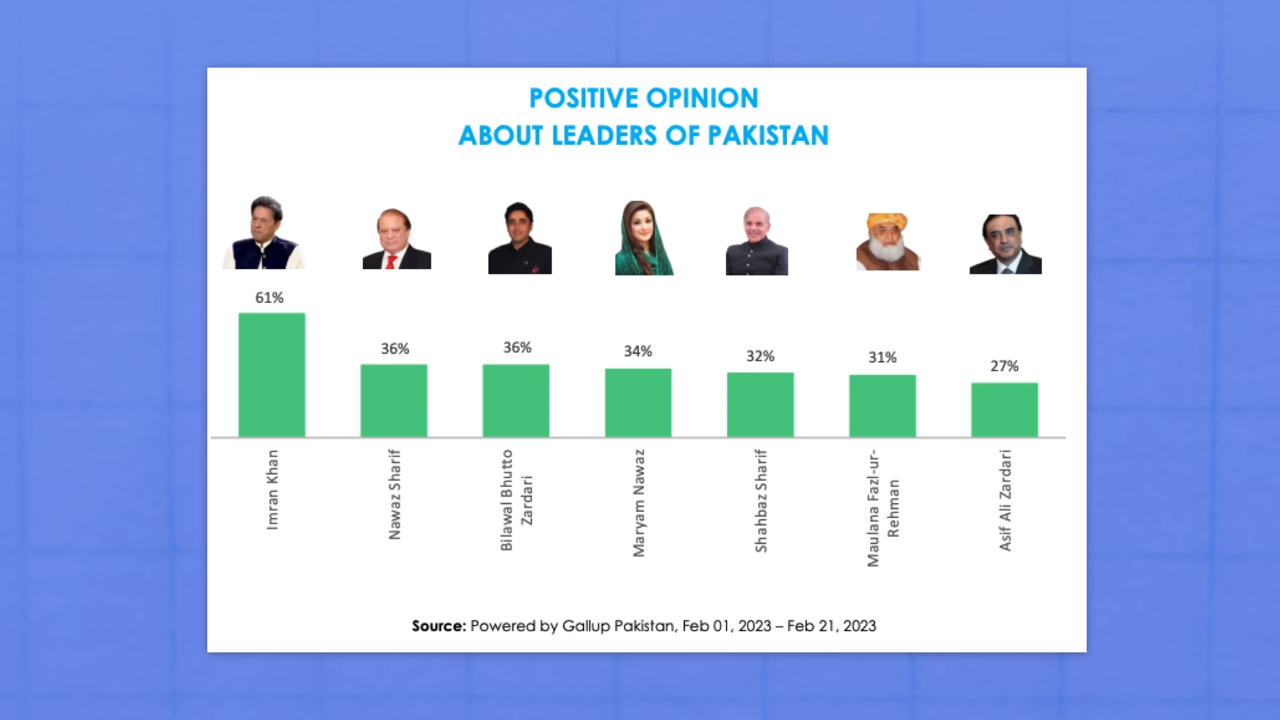 POSITIVE OPINION
ABOUT LEADERS OF PAKISTAN
61%
36%
36%
34%
32%
31%
27%
Imran Khan
Nawaz Sharif
Bilawal Bhutto
Zardari
Maryam Nawaz
Shahbaz Sharif
Maulana Fazl-ur-
Rehman
Asif Ali Zardari
Source: Powered by Gallup Pakistan, Feb 01, 2023 – Feb 21, 2023